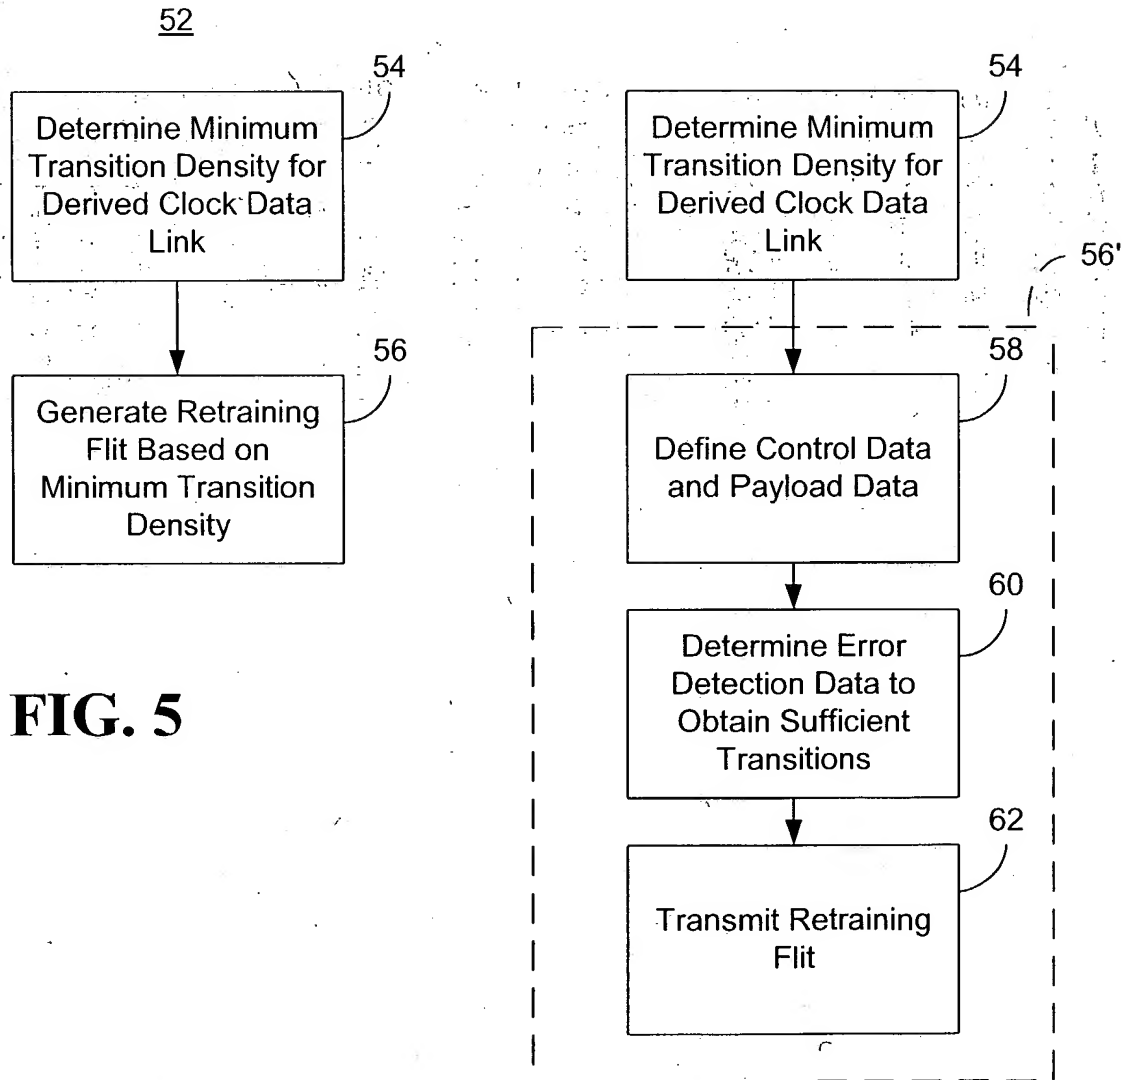 52
54
Determine Minimum
Transition Density for
Derived Clock Data
Link
56
Generate Retraining
Flit Based on
Minimum Transition
Density
FIG. 5
54
Determine Minimum
Transition Density for
Derived Clock Data
Link
56'
58
Define Control Data
and Payload Data
60
Determine Error
Detection Data to
Obtain Sufficient
Transitions
62
Transmit Retraining
Flit